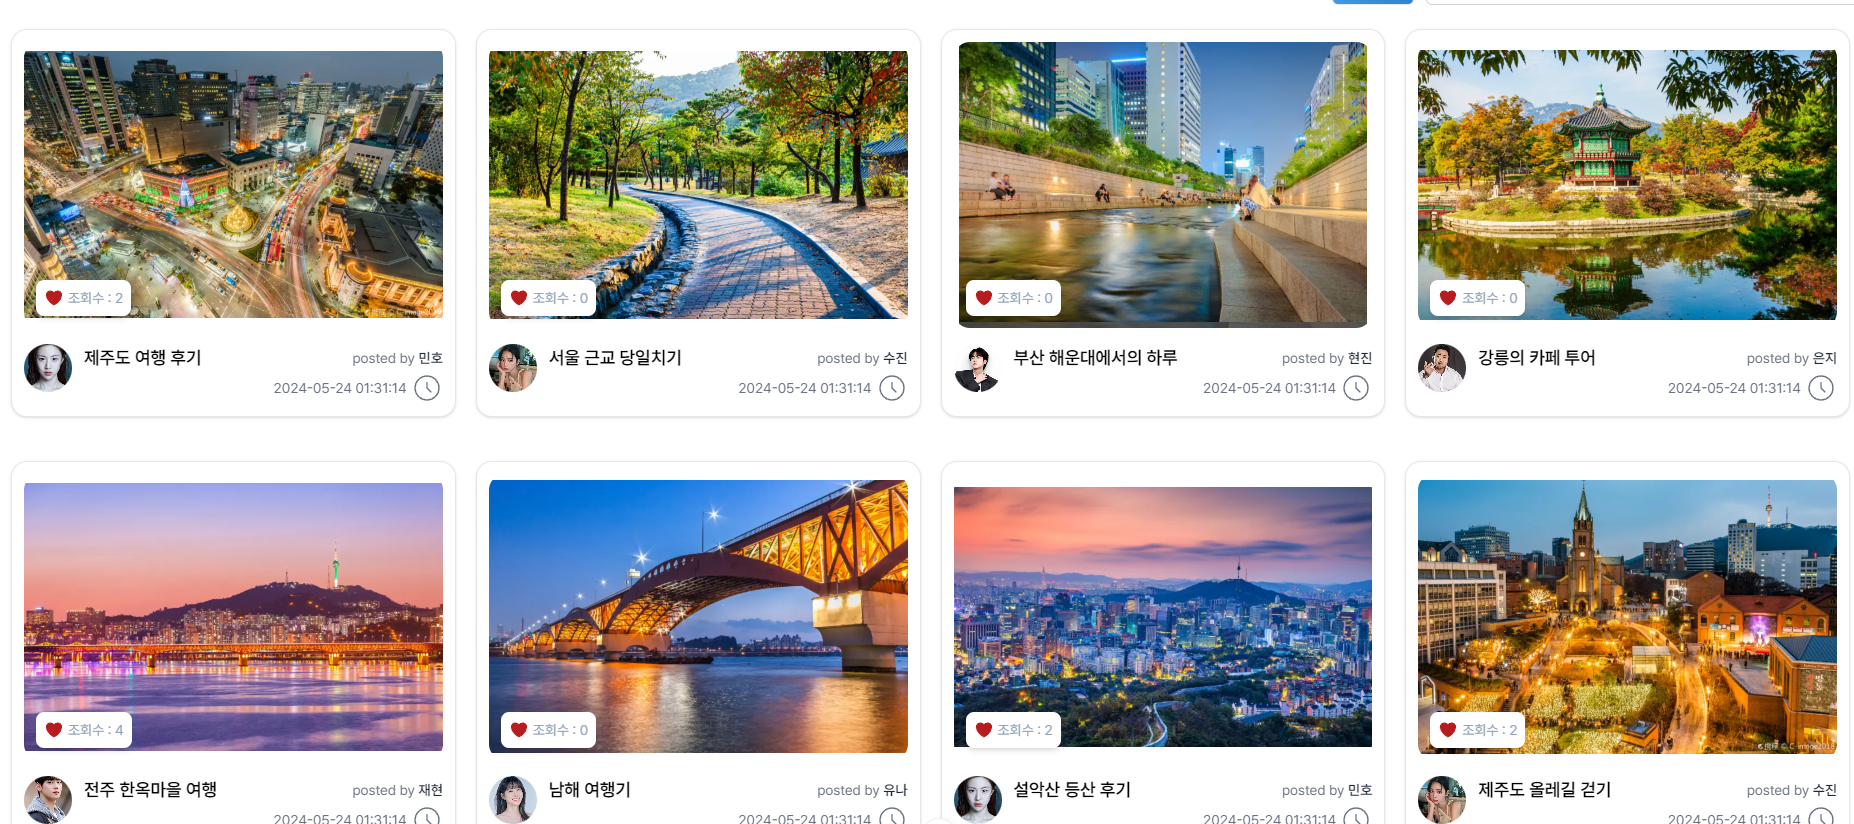 조회수 : 2
제주도 여행 후기
posted by 민호
2024-05-24 01:31:14
조회수 : 0
서울 근교 당일치기
posted by 수진
2024-05-24 01:31:14
조회수 : 0
부산 해운대에서의 하루
posted by 현진
2024-05-24 01:31:14
조회수 : 0
강릉의 카페 투어
posted by 은지
2024-05-24 01:31:14
조회수 : 4
전주 한옥마을 여행
posted by 재현
2024-05-24 01:31:14
조회수 : 0
남해 여행기
posted by 유나
2024-05-24 01:31:14
조회수 : 2
설악산 등산 후기
posted by 민호
2024-05-24 01:31:14
조회수 : 2
제주도 올레길 걷기
posted by 수진
2024-05-24 01:31:14